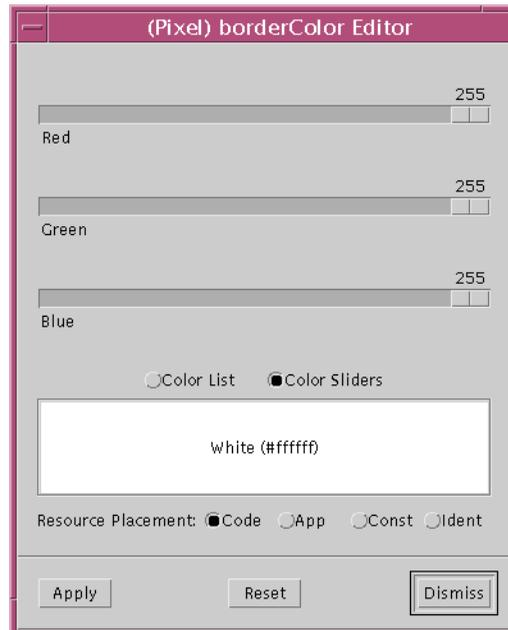 (Pixel) borderColor Editor
255
Red
255
Green
255
Blue
Color List Color Sliders
White (#ffffff)
Resource Placement: Code App Const Ident
Apply Reset Dismiss